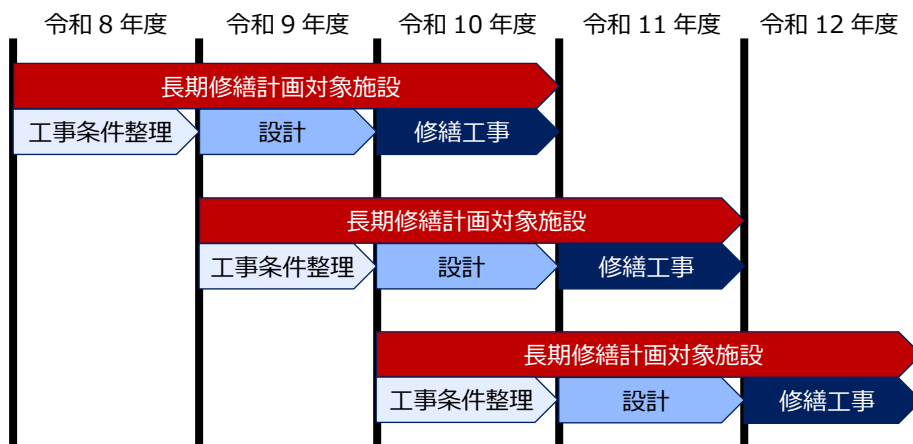 令和 8 年度 令和 9 年度 令和 10 年度 令和 11 年度 令和 12 年度
長期修繕計画対象施設
工事条件整理 設計 修繕工事
長期修繕計画対象施設
工事条件整理 設計 修繕工事
長期修繕計画対象施設
工事条件整理 設計 修繕工事